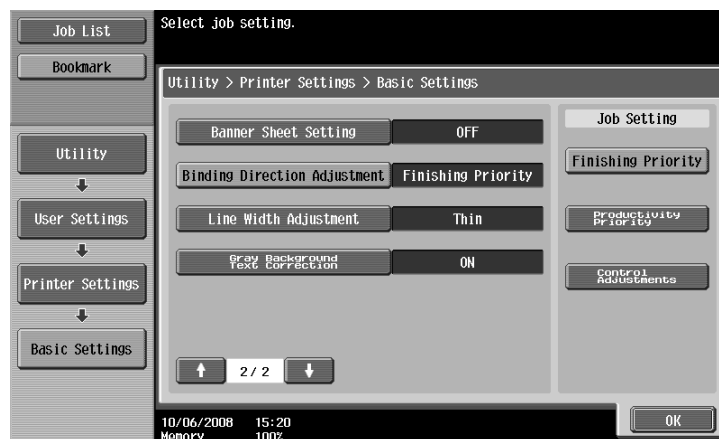 Job List
Bookmark
Select job setting.
Utility > Printer Settings > Basic Settings
Utility
User Settings
Printer Settings
Basic Settings
Banner Sheet Setting OFF
Binding Direction Adjustment Finishing Priority
Line Width Adjustment Thin
Gray Background
Text Correction ON
2/ 2
Job Setting
Finishing Priority
Productivity
Priority
Control
Adjustments
10/06/2008 15:20
Memory 100%
OK